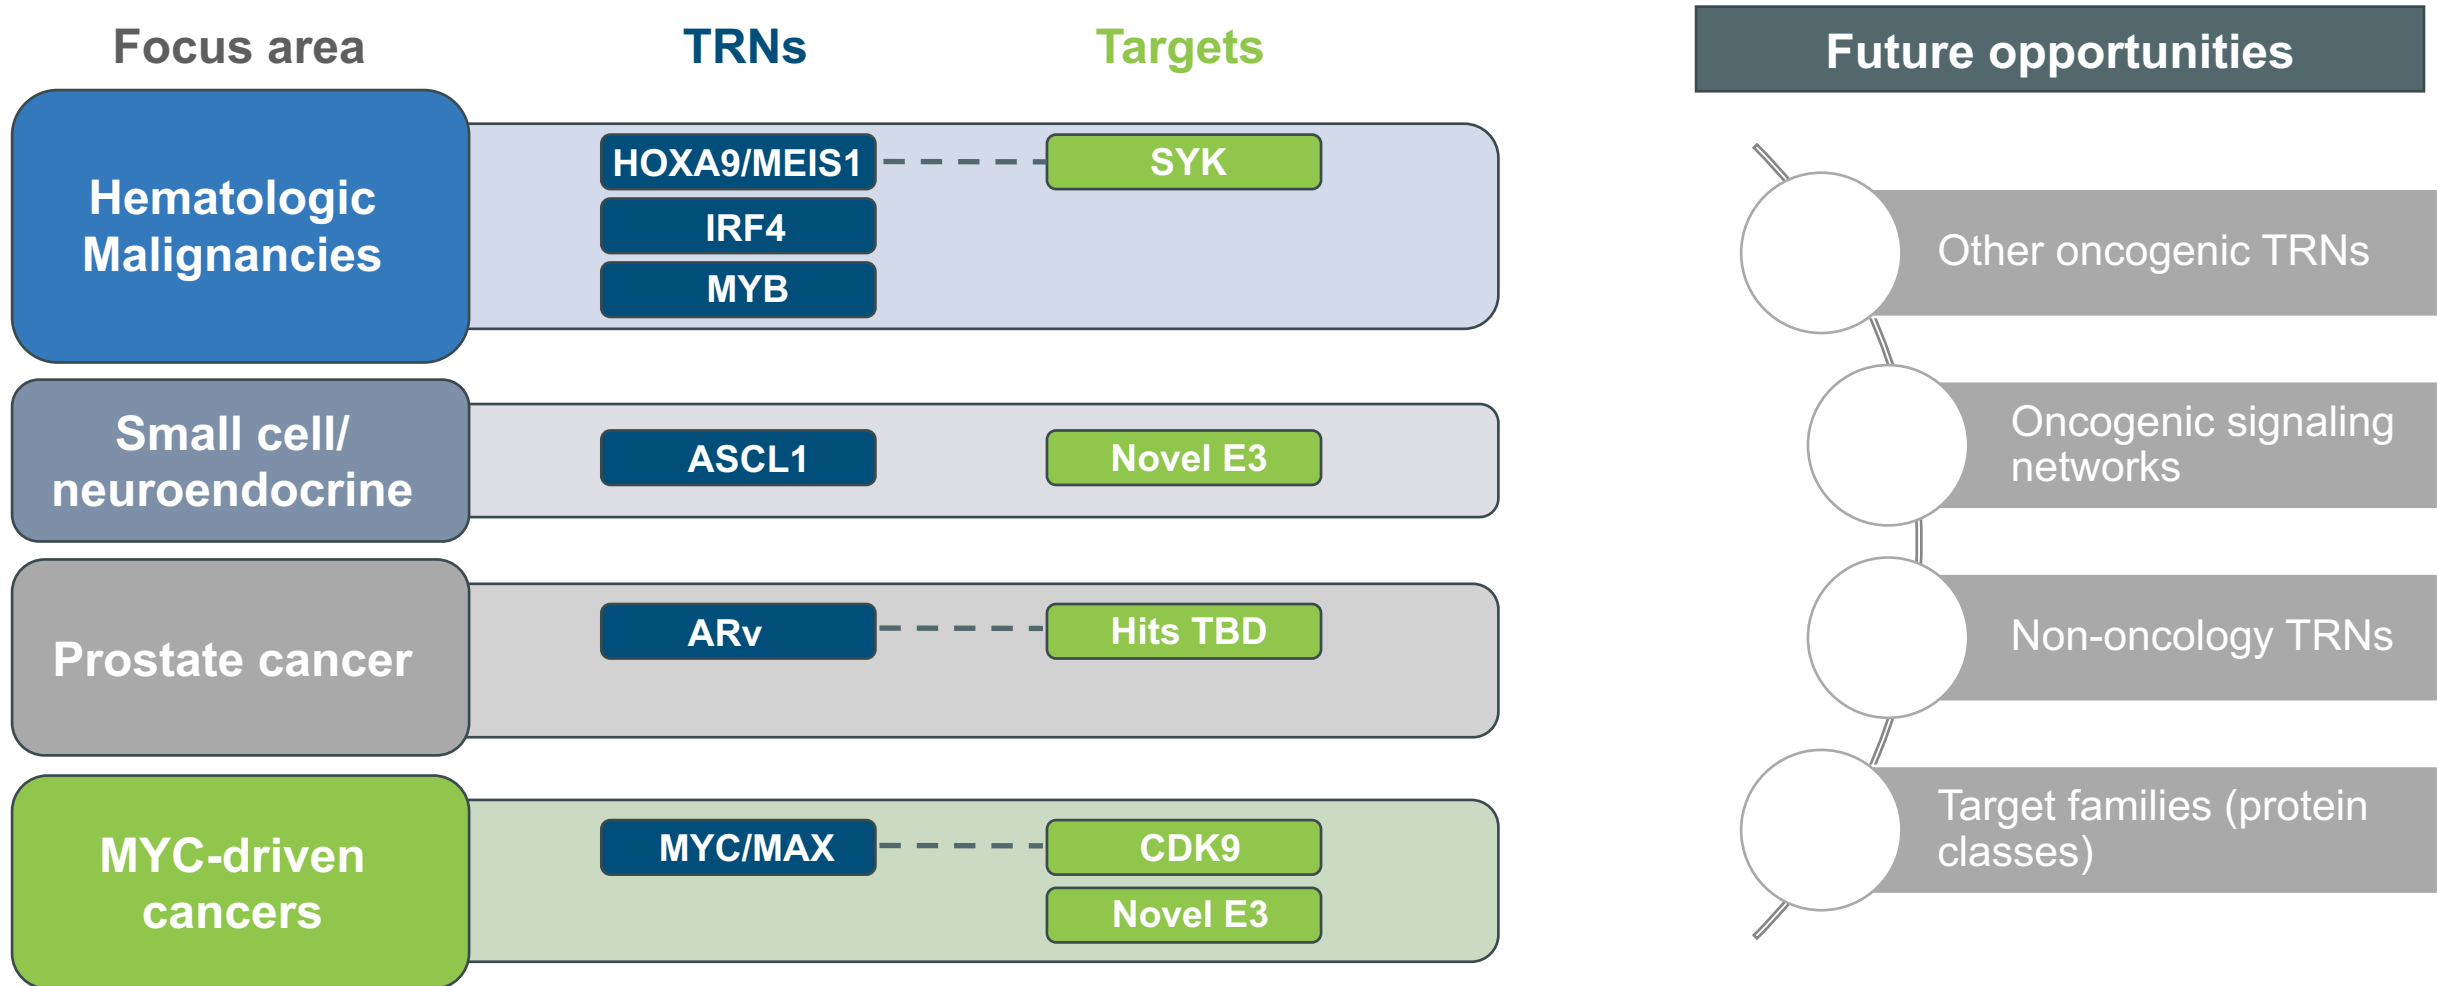 Focus area
TRNs
Targets
Future opportunities
Hematologic
Malignancies
HOXA9/MEIS1
SYK
IRF4
MYB
Small cell/
neuroendocrine
ASCL1
Novel E3
Prostate cancer
ARv
Hits TBD
MYC-driven
cancers
MYC/MAX
CDK9
Novel E3
Other oncogenic TRNs
Oncogenic signaling
networks
Non-oncology TRNs
Target families (protein
classes)